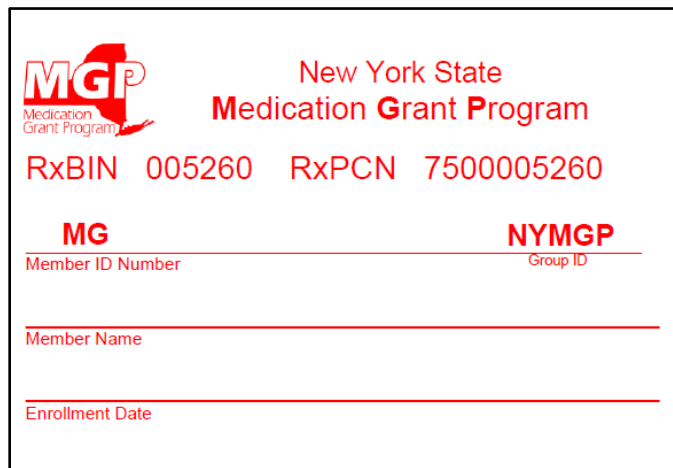 MGP
Medication
Grant Program
New York State
Medication Grant Program
RxBIN 005260 RxPCN 7500005260
MG NYMGP
Member ID Number Group ID
Member Name
Enrollment Date